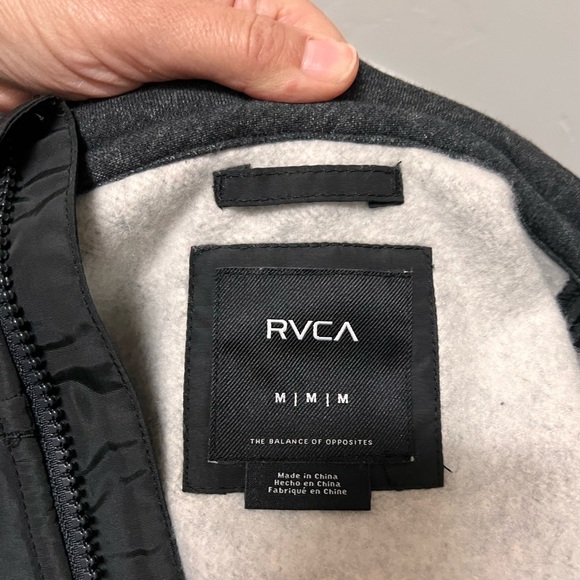 RVCA
M | M | M
THE BALANCE OF OPPOSITES
Made in China
Hecho en China
Fabriqué en Chine